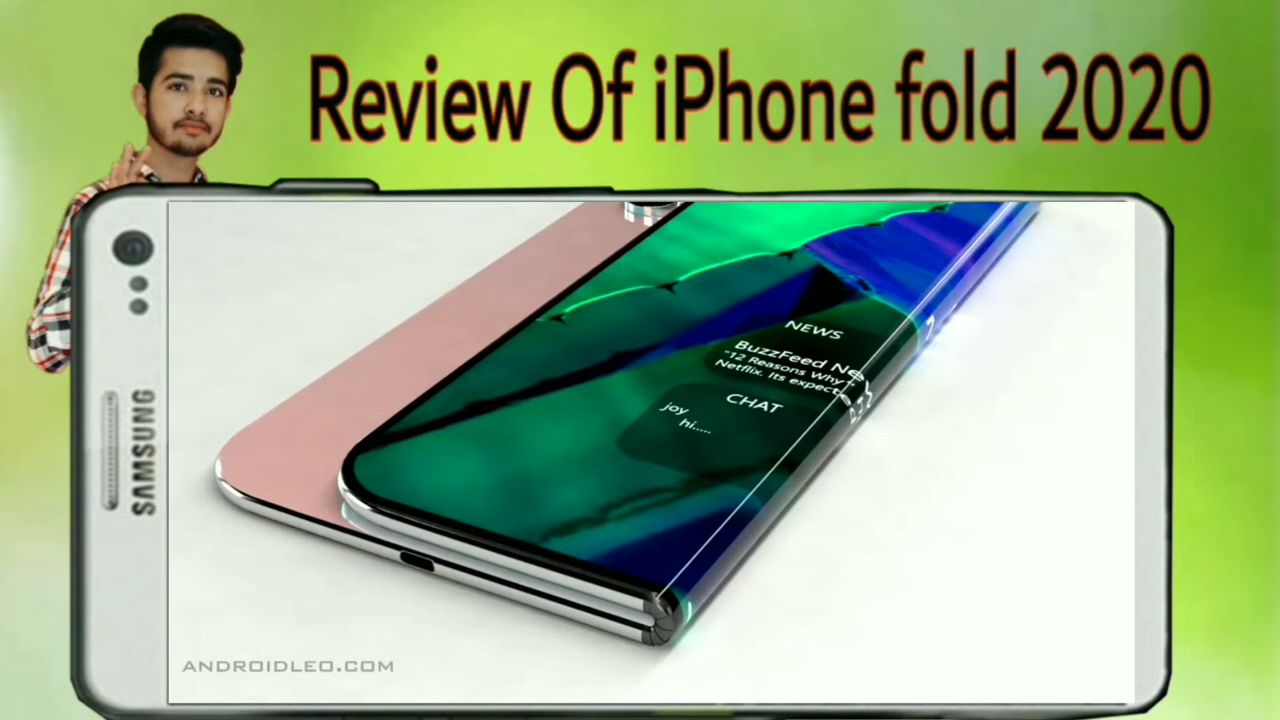 Review Of iPhone fold 2020
SAMSUNG
NEWS
BuzzFeed Ne
"12 Reasons Why"
Netflix. Its expect
CHAT
joy
hi.....
ANDROIDLEO.COM